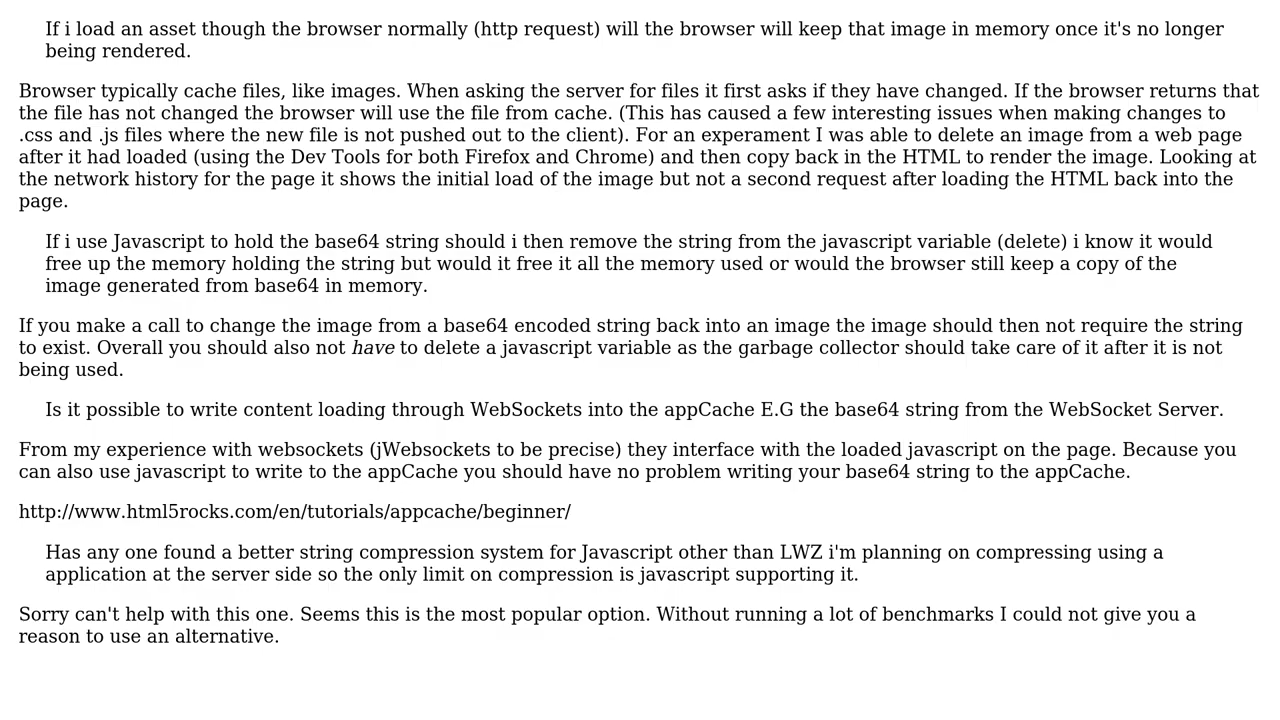 If i load an asset though the browser normally (http request) will the browser will keep that image in memory once it's no longer
being rendered.
Browser typically cache files, like images. When asking the server for files it first asks if they have changed. If the browser returns that
the file has not changed the browser will use the file from cache. (This has caused a few interesting issues when making changes to
.css and .js files where the new file is not pushed out to the client). For an experament I was able to delete an image from a web page
after it had loaded (using the Dev Tools for both Firefox and Chrome) and then copy back in the HTML to render the image. Looking at
the network history for the page it shows the initial load of the image but not a second request after loading the HTML back into the
page.
If i use Javascript to hold the base64 string should i then remove the string from the javascript variable (delete) i know it would
free up the memory holding the string but would it free it all the memory used or would the browser still keep a copy of the
image generated from base64 in memory.
If you make a call to change the image from a base64 encoded string back into an image the image should then not require the string
to exist. Overall you should also not have to delete a javascript variable as the garbage collector should take care of it after it is not
being used.
Is it possible to write content loading through WebSockets into the appCache E.G the base64 string from the WebSocket Server.
From my experience with websockets (jWebsockets to be precise) they interface with the loaded javascript on the page. Because you
can also use javascript to write to the appCache you should have no problem writing your base64 string to the appCache.
http://www.html5rocks.com/en/tutorials/appcache/beginner/
Has any one found a better string compression system for Javascript other than LWZ i'm planning on compressing using a
application at the server side so the only limit on compression is javascript supporting it.
Sorry can't help with this one. Seems this is the most popular option. Without running a lot of benchmarks I could not give you a
reason to use an alternative.